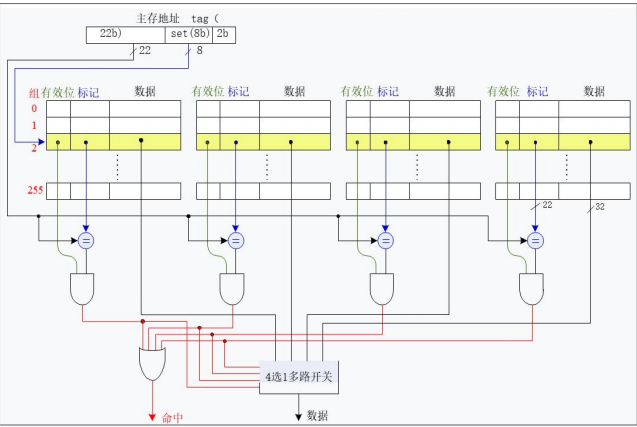 主存地址 tag (
22b) set(8b) 2b
22 8
组 有效位 标记 数据 有效位 标记 数据 有效位 标记 数据 有效位 标记 数据
0
1
2
255
22 32
= = = =
4选1多路开关
命中 数据